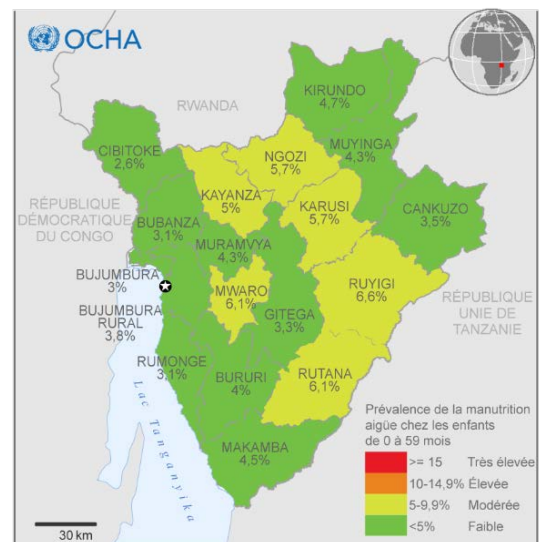 OCHA
RWANDA
KIRUNDO
4,7%
MUYINGA
4,3%
CIBITOKE
2,6%
NGOZI
5,7%
KAYANZA
5%
KARUSI
5,7%
CANKUZO
3,5%
RÉPUBLIQUE
DÉMOCRATIQUE
DU CONGO
BUBANZA
3,1%
MURAMVYA
4,3%
BUJUMBURA
3%
MWARO
6,1%
RUYIGI
6,6%
BUJUMBURA
RURAL
3,8%
GITEGA
3,3%
RÉPUBLIQUE
UNIE DE
TANZANIE
RUMONGE
3,1%
BURURI
4%
RUTANA
6,1%
Lac Tanganyika
MAKAMBA
4,5%
Prévalence de la manutrition
aigüe chez les enfants
de 0 à 59 mois
>= 15 Très élevée
10-14,9% Élevée
5-9,9% Modérée
<5% Faible
30 km